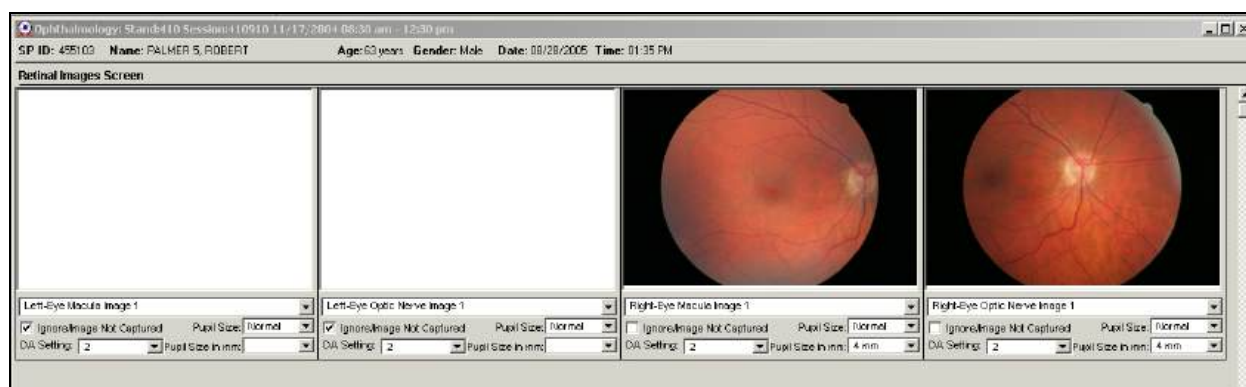 Ophthalmology: Stand:410 Session:410910 11/17/2004 08:30 am - 12:30 pm
SP ID: 455103 Name: PALMER 5, ROBERT Age: 63 years Gender: Male Date: 08/28/2005 Time: 01:35 PM
Retinal Images Screen
Left-Eye Macula Image 1 Left-Eye Optic Nerve Image 1 Right-Eye Macula Image 1 Right-Eye Optic Nerve Image 1
Ignore/Image Not Captured Pupil Size: Normal Ignore/Image Not Captured Pupil Size: Normal Ignore/Image Not Captured Pupil Size: Normal Ignore/Image Not Captured Pupil Size: Normal
Setting: 2 Pupil Size in mm: Setting: 2 Pupil Size in mm: Setting: 2 Pupil Size in mm: 4 mm Setting: 2 Pupil Size in mm: 4 mm